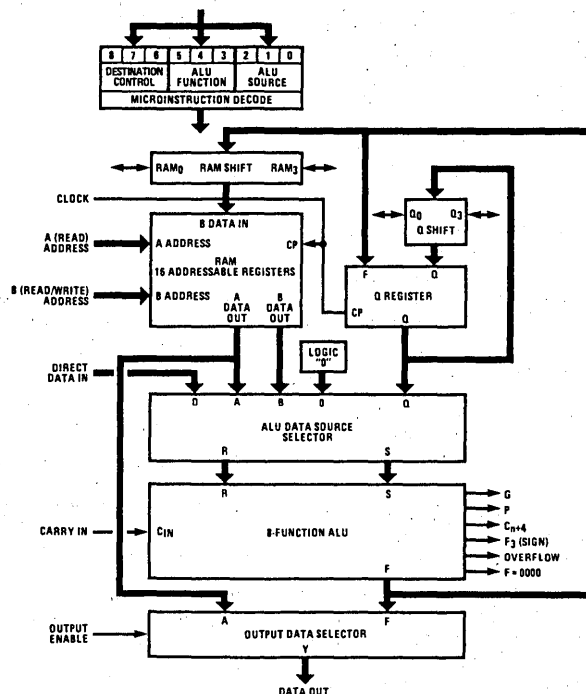 8 7 6 5 4 3 2 1 0
DESTINATION CONTROL
ALU FUNCTION
ALU SOURCE
MICROINSTRUCTION DECODE
RAM0 RAM SHIFT RAM3
CLOCK
Q0 Q3
Q SHIFT
B DATA IN
A (READ)
ADDRESS
A ADDRESS
CP
RAM
16 ADDRESSABLE REGISTERS
B (READ/WRITE)
ADDRESS
B ADDRESS
A
DATA
OUT
B
DATA
OUT
F Q
Q REGISTER
CP
Q
LOGIC
"0"
DIRECT
DATA IN
D A B 0 Q
ALU DATA SOURCE
SELECTOR
R S
R S
CARRY IN
CIN
8-FUNCTION ALU
F
G
P
Cn+4
F3 (SIGN)
OVERFLOW
F = 0000
A F
OUTPUT
ENABLE
OUTPUT DATA SELECTOR
Y
DATA OUT